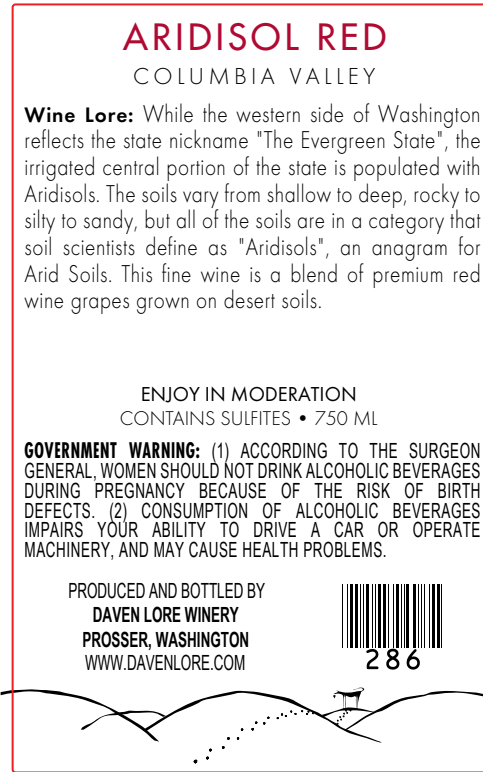 ARIDISOL RED
COLUMBIA VALLEY
Wine Lore: While the western side of Washington
reflects the state nickname "The Evergreen State", the
irrigated central portion of the state is populated with
Aridisols. The soils vary from shallow to deep, rocky to
silty to sandy, but all of the soils are in a category that
soil scientists define as "Aridisols", an anagram for
Arid Soils. This fine wine is a blend of premium red
wine grapes grown on desert soils.
ENJOY IN MODERATION
CONTAINS SULFITES • 750 ML
GOVERNMENT WARNING: (1) ACCORDING TO THE SURGEON
GENERAL, WOMEN SHOULD NOT DRINK ALCOHOLIC BEVERAGES
DURING PREGNANCY BECAUSE OF THE RISK OF BIRTH
DEFECTS. (2) CONSUMPTION OF ALCOHOLIC BEVERAGES
IMPAIRS YOUR ABILITY TO DRIVE A CAR OR OPERATE
MACHINERY, AND MAY CAUSE HEALTH PROBLEMS.
PRODUCED AND BOTTLED BY
DAVEN LORE WINERY
PROSSER, WASHINGTON
WWW.DAVENLORE.COM
286